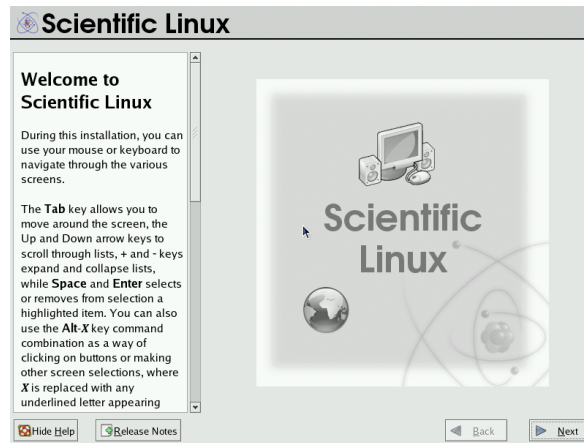 Scientific Linux
Welcome to
Scientific Linux
During this installation, you can
use your mouse or keyboard to
navigate through the various
screens.
The Tab key allows you to
move around the screen, the
Up and Down arrow keys to
scroll through lists, + and - keys
expand and collapse lists,
while Space and Enter selects
or removes from selection a
highlighted item. You can also
use the Alt-X key command
combination as a way of
clicking on buttons or making
other screen selections, where
X is replaced with any
underlined letter appearing
Scientific
Linux
Hide Help
Release Notes
Back
Next